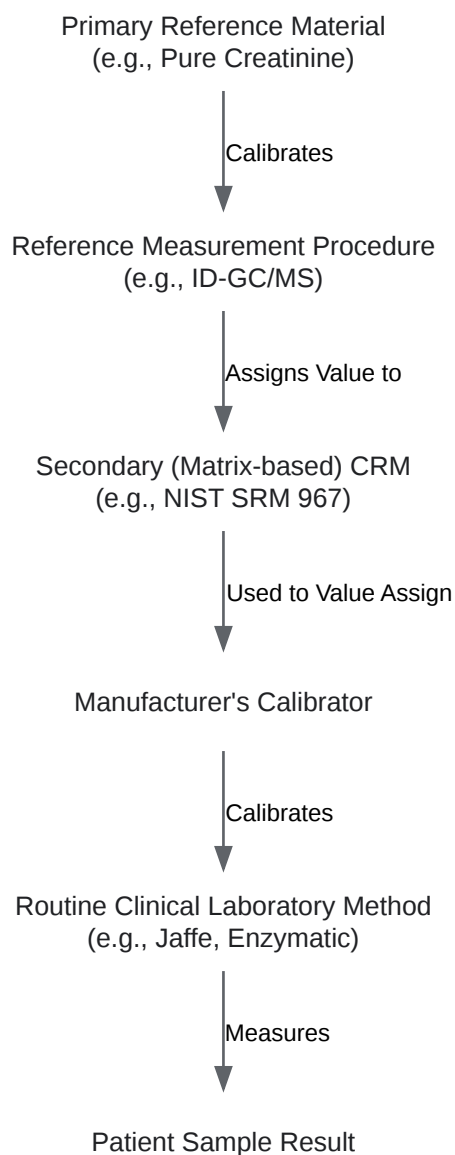 Primary Reference Material
(e.g., Pure Creatinine)
Calibrates
Reference Measurement Procedure
(e.g., ID-GC/MS)
Assigns Value to
Secondary (Matrix-based) CRM
(e.g., NIST SRM 967)
Used to Value Assign
Manufacturer's Calibrator
Calibrates
Routine Clinical Laboratory Method
(e.g., Jaffe, Enzymatic)
Measures
Patient Sample Result